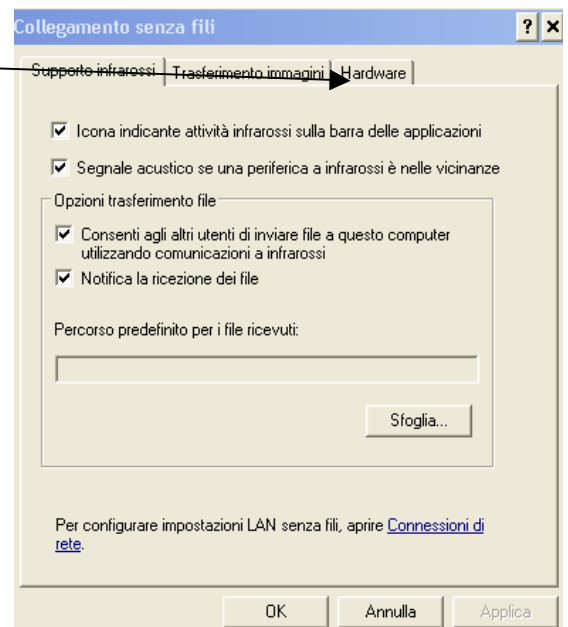 Collegamento senza fili
Supporto infrarossi Trasferimento immagini Hardware
Icona indicante attività infrarossi sulla barra delle applicazioni
Segnale acustico se una periferica a infrarossi è nelle vicinanze
Opzioni trasferimento file
Consenti agli altri utenti di inviare file a questo computer
utilizzando comunicazioni a infrarossi
Notifica la ricezione dei file
Percorso predefinito per i file ricevuti:
Sfoglia...
Per configurare impostazioni LAN senza fili, aprire Connessioni di
rete.
OK Annulla Applica